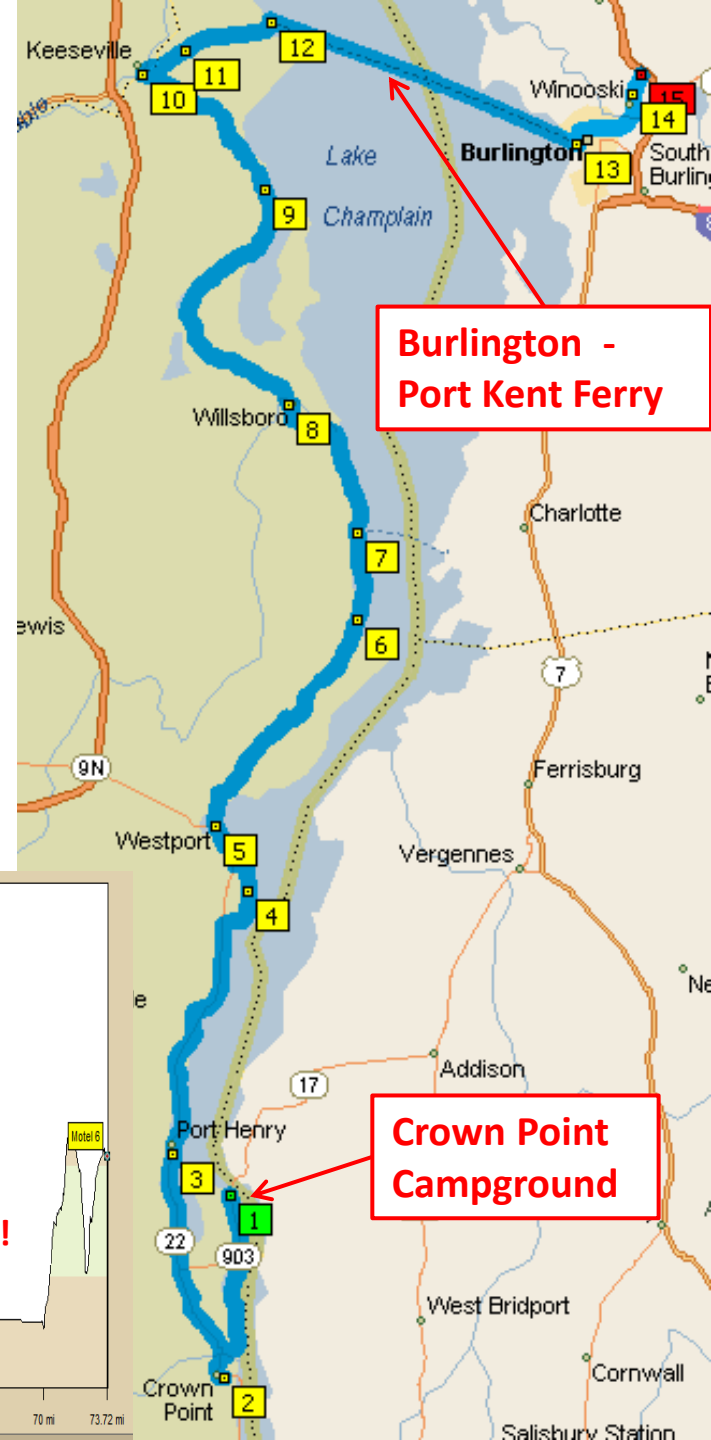 Keeseville
12
11
10
Winooski
15
14
Burlington
13
South
Burling
Lake
Champlain
9
Burlington -
Port Kent Ferry
Willsboro
8
Charlotte
7
6
ewis
7
9N
Ferrisburg
Westport
5
Vergennes
4
Ne
e
Addison
17
Motel 6
Port Henry
Crown Point
Campground
3
1
!
22
903
West Bridport
Cornwall
Crown
Point
2
70 mi
73.72 mi
Salisbury Station